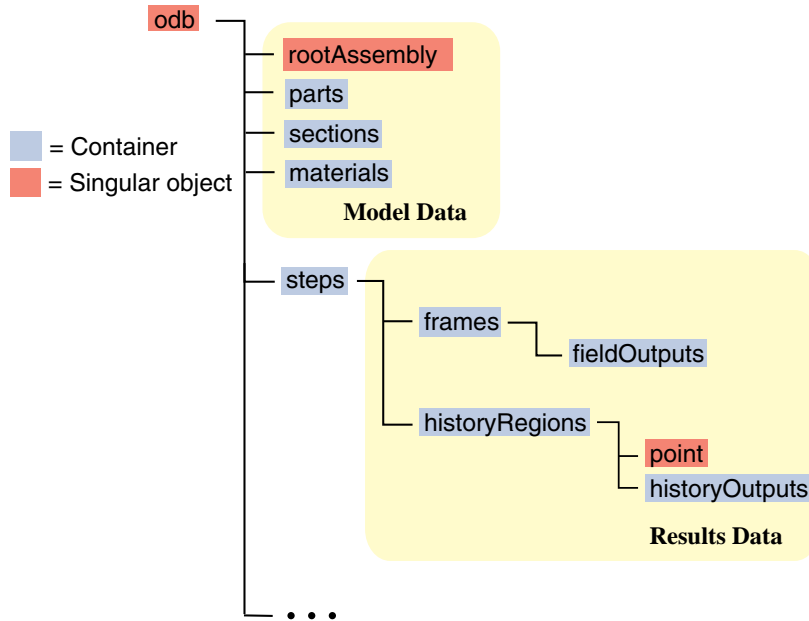 odb
rootAssembly
parts
sections
materials
Model Data
= Container
= Singular object
steps
frames
fieldOutputs
historyRegions
point
historyOutputs
Results Data
• • •